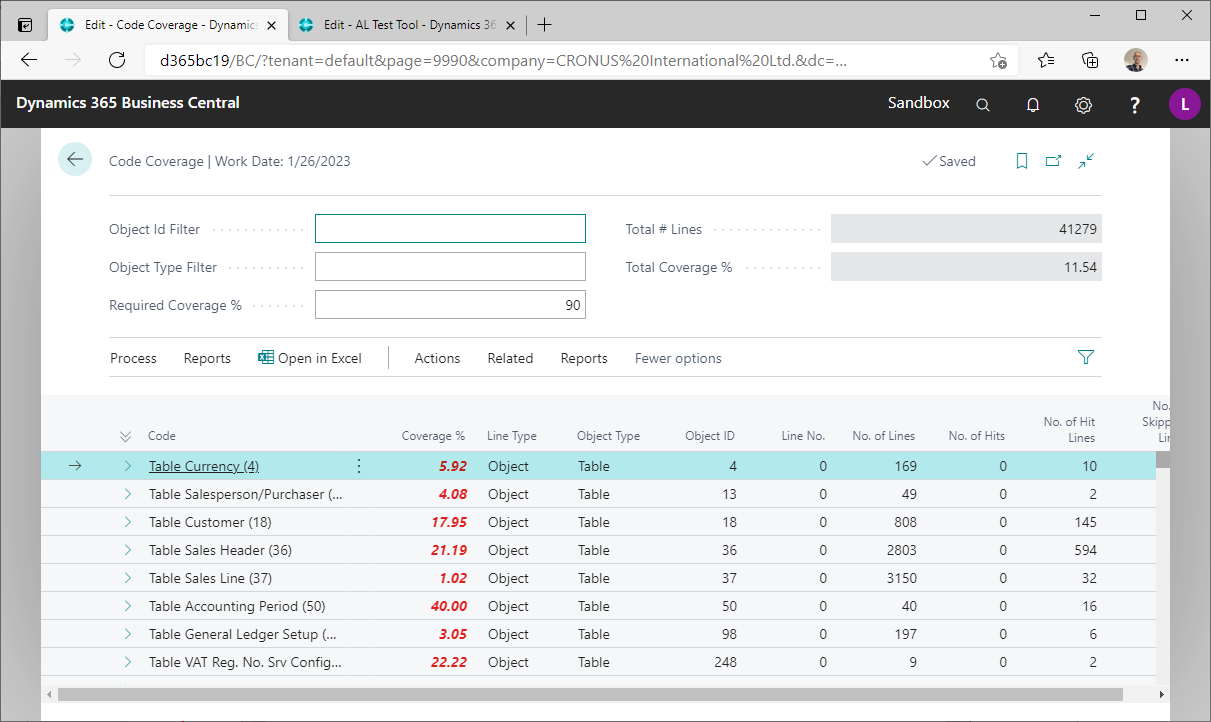 Edit - Code Coverage - Dynamic
Edit - AL Test Tool - Dynamics 36
d365bc19/BC/?tenant=default&page=9990&company=CRONUS%20International%20Ltd.&dc=...
Dynamics 365 Business Central
Sandbox
?
L
Code Coverage | Work Date: 1/26/2023
Saved
Object Id Filter
Total # Lines 41279
Object Type Filter
Total Coverage % 11.54
Required Coverage % 90
Process Reports Open in Excel Actions Related Reports Fewer options
Code Coverage % Line Type Object Type Object ID Line No. No. of Lines No. of Hits No. of Hit Lines No. Skipp Lin
Table Currency (4) 5.92 Object Table 4 0 169 0 10
Table Salesperson/Purchaser (... 4.08 Object Table 13 0 49 0 2
Table Customer (18) 17.95 Object Table 18 0 808 0 145
Table Sales Header (36) 21.19 Object Table 36 0 2803 0 594
Table Sales Line (37) 1.02 Object Table 37 0 3150 0 32
Table Accounting Period (50) 40.00 Object Table 50 0 40 0 16
Table General Ledger Setup (... 3.05 Object Table 98 0 197 0 6
Table VAT Reg. No. Srv Config... 22.22 Object Table 248 0 9 0 2